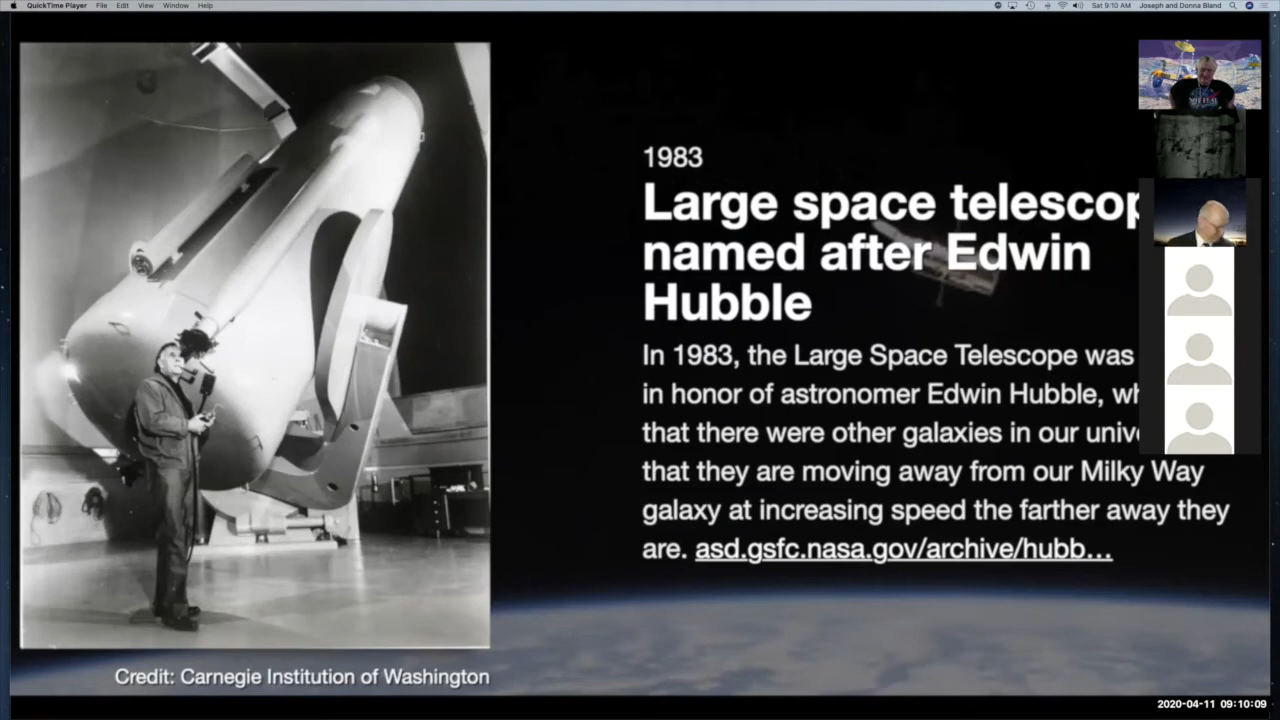 QuickTime Player File Edit View Window Help
Sat 9:10 AM Joseph and Donna Bland
1983
Large space telescop
named after Edwin
Hubble
In 1983, the Large Space Telescope was
in honor of astronomer Edwin Hubble, wh
that there were other galaxies in our unive
that they are moving away from our Milky Way
galaxy at increasing speed the farther away they
are. asd.gsfc.nasa.gov/archive/hubb...
Credit: Carnegie Institution of Washington
2020-04-11 09:10:09